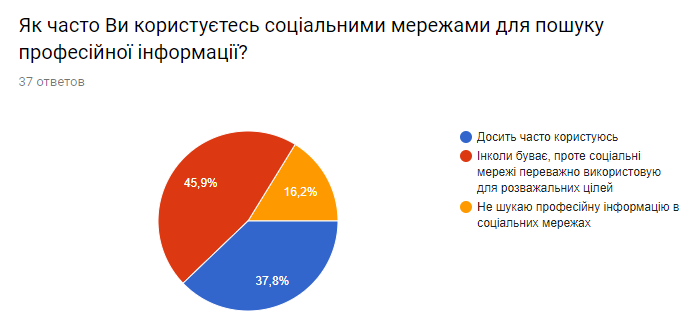 Як часто Ви користуєтесь соціальними мережами для пошуку
професійної інформації?
37 ответов
45,9%
16,2%
37,8%
Досить часто користуюсь
Інколи буває, проте соціальні
мережі переважно використовую
для розважальних цілей
Не шукаю професійну інформацію в
соціальних мережах